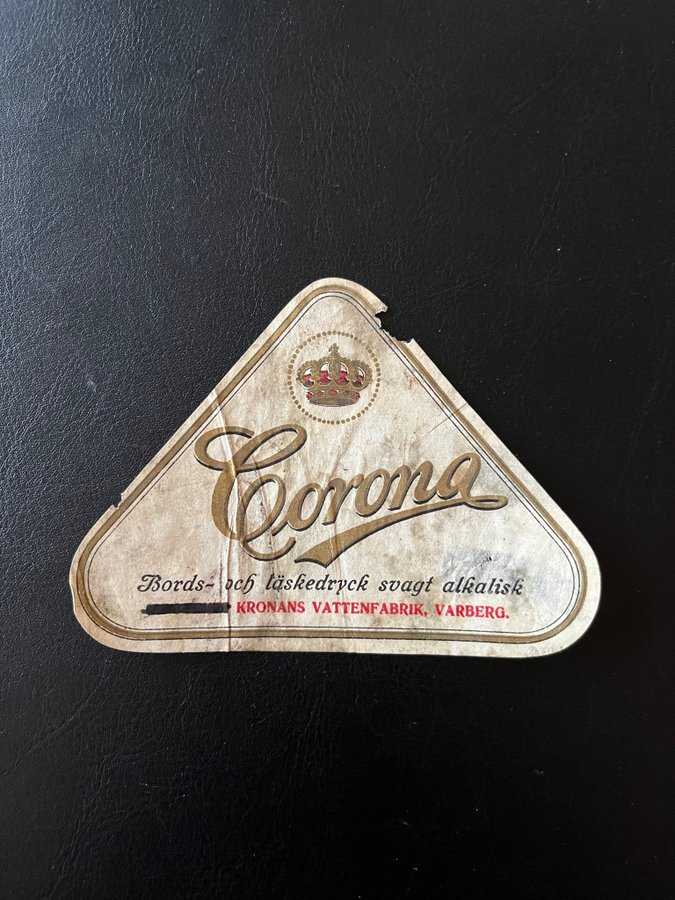 Corona
Bords- och läskedryck svagt alkalisk
KRONANS VATTENFABRIK, VARBERG.